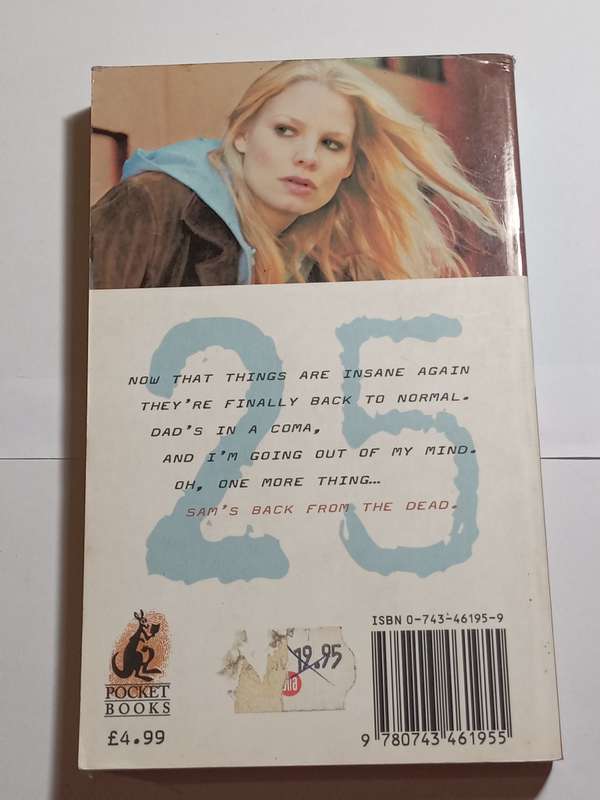 25
NOW THAT THINGS ARE INSANE AGAIN
THEY'RE FINALLY BACK TO NORMAL.
DAD'S IN A COMA,
AND I'M GOING OUT OF MY MIND.
OH, ONE MORE THING...
SAM'S BACK FROM THE DEAD.
POCKET
BOOKS
£4.99
19.95
ISBN 0-743-46195-9
9 780743 461955